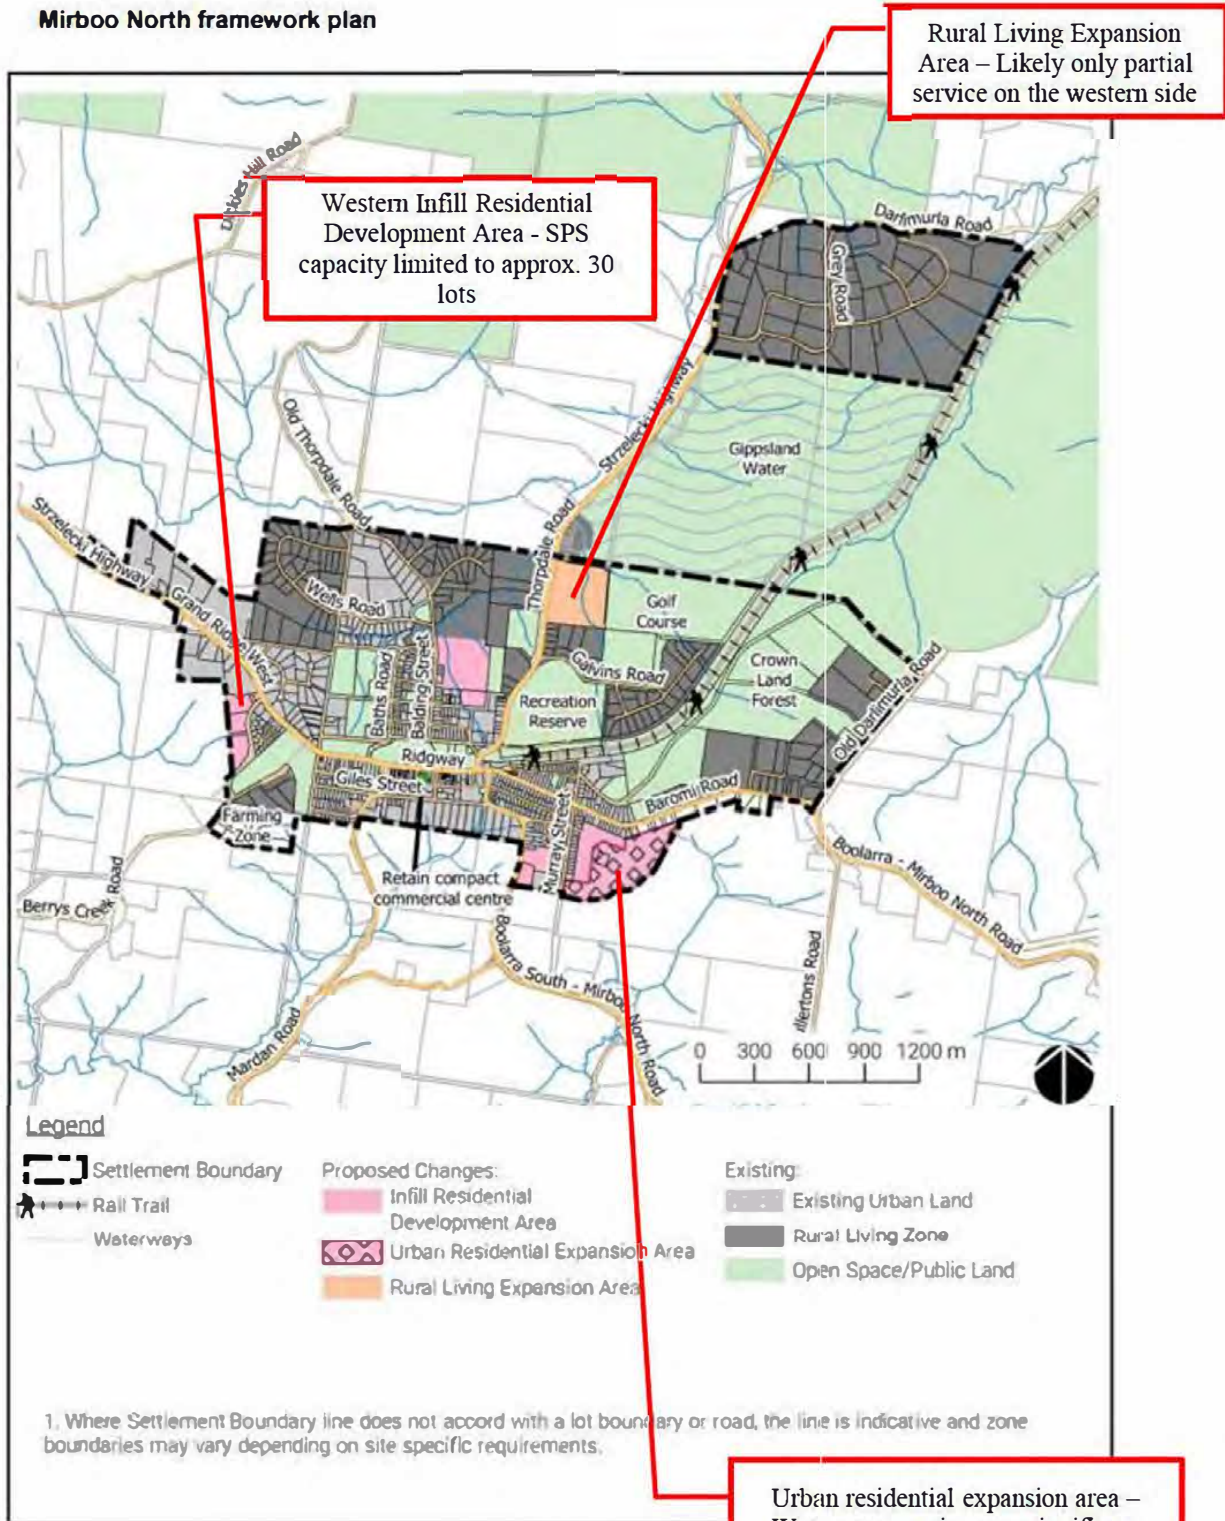 Mirboo North framework plan
Rural Living Expansion
Area – Likely only partial
service on the western side
Western Infill Residential
Development Area - SPS
capacity limited to approx. 30
lots
Dickies Hill Road
Darlimurla Road
Grey Road
Strzelecki Highway
Gippsland
Water
Old Thorpdale Road
Thorpdale Road
Strzelecki Highway
Grand Ridge West
Wells Road
Golf
Course
Galvins Road
Crown
Land
Forest
Baths Road
Balding Street
Recreation
Reserve
Old Darlimurla Road
Ridgway
Giles Street
Baromi Road
Farming
Zone
Murray Street
Retain compact
commercial centre
Boolarra - Mirboo North Road
Berrys Creek Road
Boolarra South - Mirboo North Road
Mardan Road
llertons Road
0 300 600 900 1200 m
Legend
Settlement Boundary
Rail Trail
Waterways
Proposed Changes:
Infill Residential
Development Area
Urban Residential Expansion Area
Rural Living Expansion Area
Existing:
Existing Urban Land
Rural Living Zone
Open Space/Public Land
1. Where Settlement Boundary line does not accord with a lot boundary or road, the line is indicative and zone
boundaries may vary depending on site specific requirements.
Urban residential expansion area –